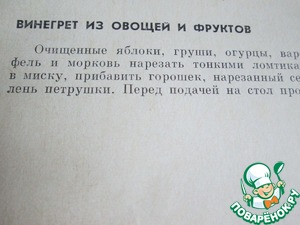 ВИНЕГРЕТ ИЗ ОВОЩЕЙ И ФРУКТОВ
Очищенные яблоки, груши, огурцы, вар
фель и морковь нарезать тонкими ломтика
в миску, прибавить горошек, нарезанный се
лень петрушки. Перед подачей на стол про
ПОВАРЁНОК.РУ